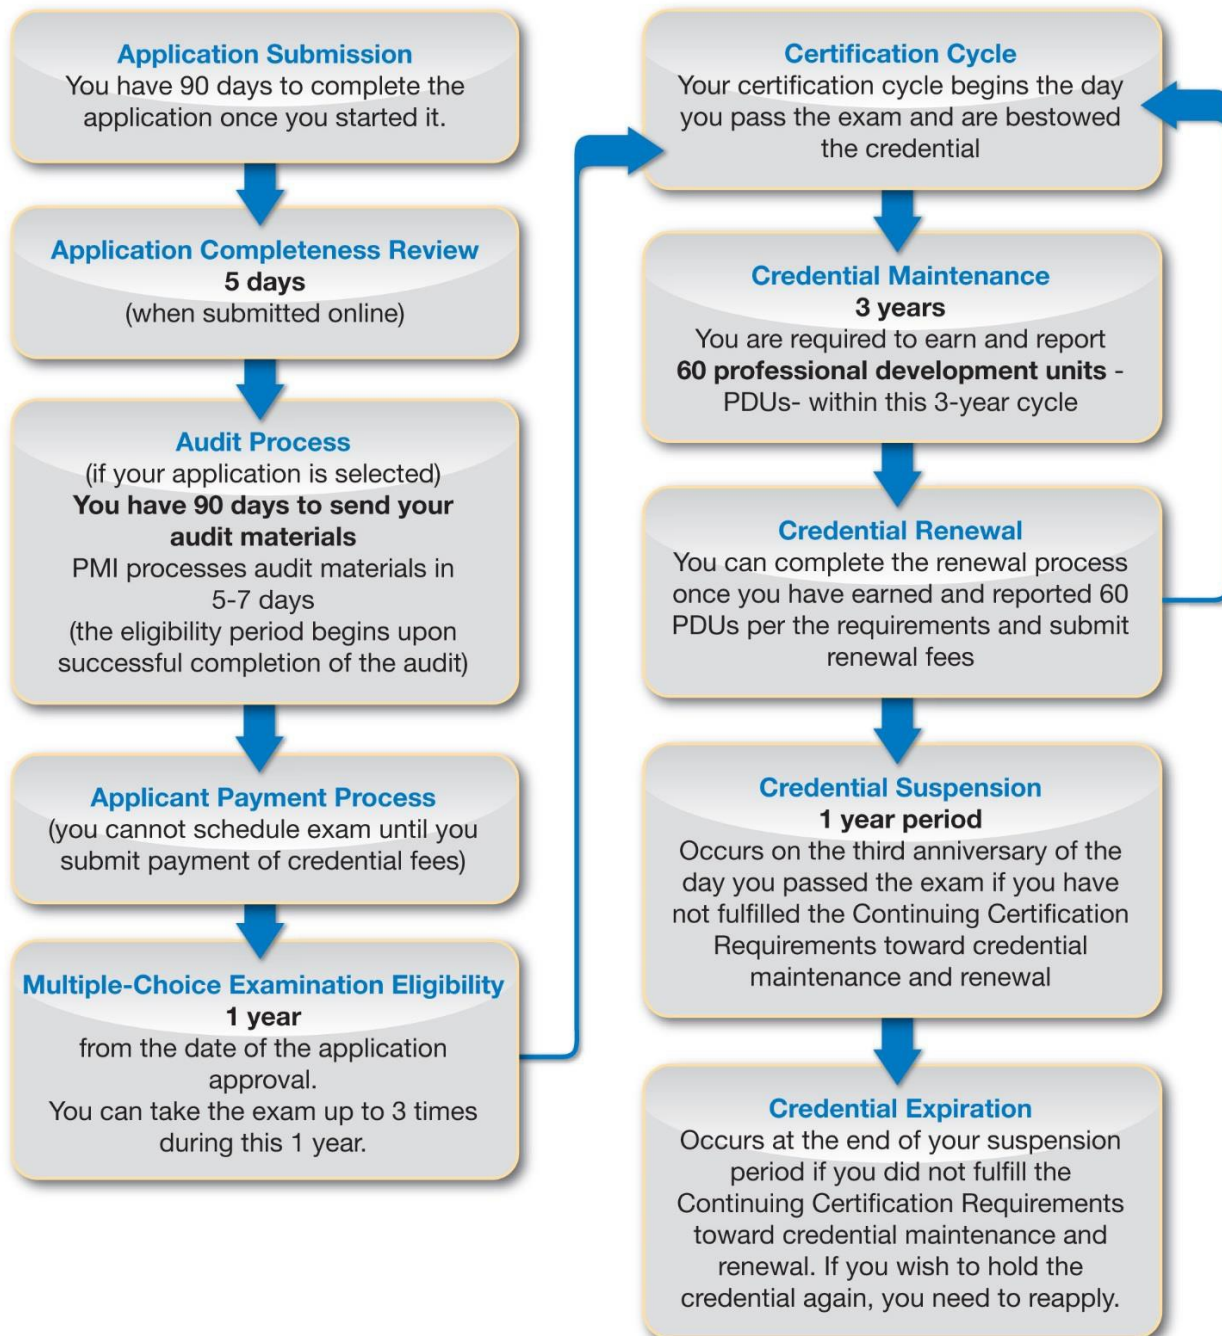 Application Submission
You have 90 days to complete the
application once you started it.
Application Completeness Review
5 days
(when submitted online)
Audit Process
(if your application is selected)
You have 90 days to send your
audit materials
PMI processes audit materials in
5-7 days
(the eligibility period begins upon
successful completion of the audit)
Applicant Payment Process
(you cannot schedule exam until you
submit payment of credential fees)
Multiple-Choice Examination Eligibility
1 year
from the date of the application
approval.
You can take the exam up to 3 times
during this 1 year.
Certification Cycle
Your certification cycle begins the day
you pass the exam and are bestowed
the credential
Credential Maintenance
3 years
You are required to earn and report
60 professional development units -
PDUs- within this 3-year cycle
Credential Renewal
You can complete the renewal process
once you have earned and reported 60
PDUs per the requirements and submit
renewal fees
Credential Suspension
1 year period
Occurs on the third anniversary of the
day you passed the exam if you have
not fulfilled the Continuing Certification
Requirements toward credential
maintenance and renewal
Credential Expiration
Occurs at the end of your suspension
period if you did not fulfill the
Continuing Certification Requirements
toward credential maintenance and
renewal. If you wish to hold the
credential again, you need to reapply.